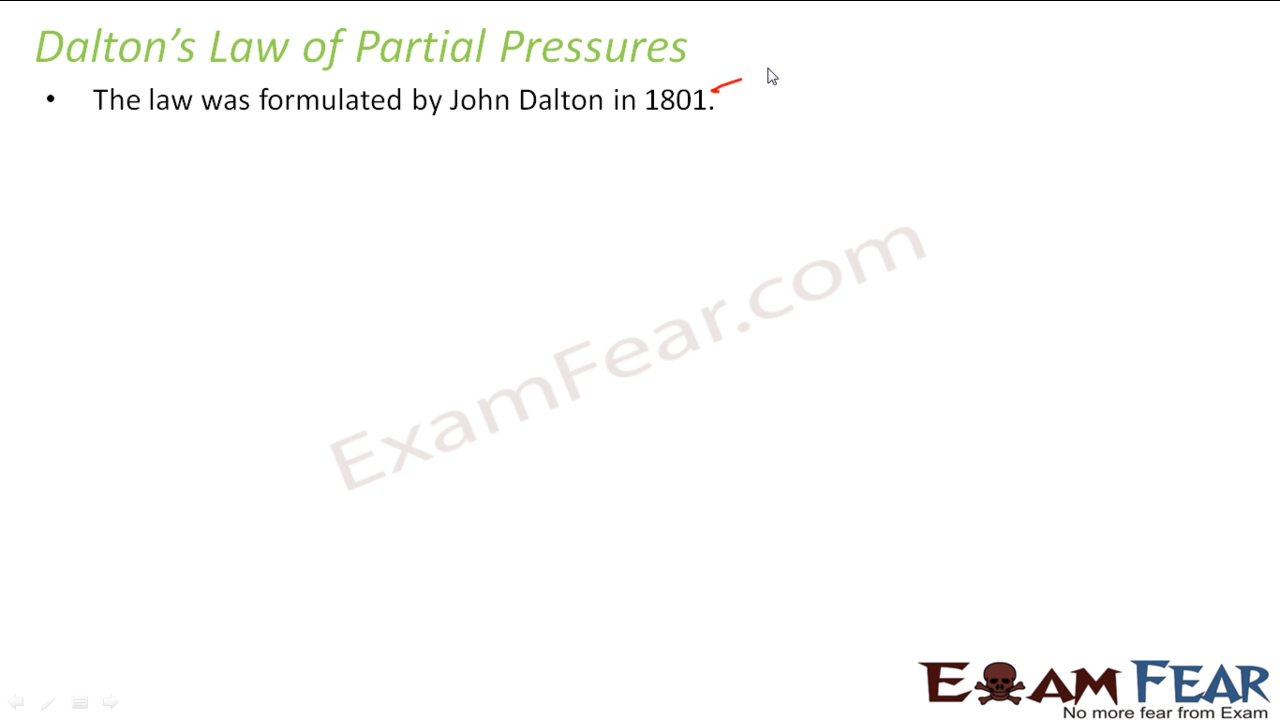 Dalton’s Law of Partial Pressures
• The law was formulated by John Dalton in 1801.
ExamFear.com
EXAM FEAR
No more fear from Exam